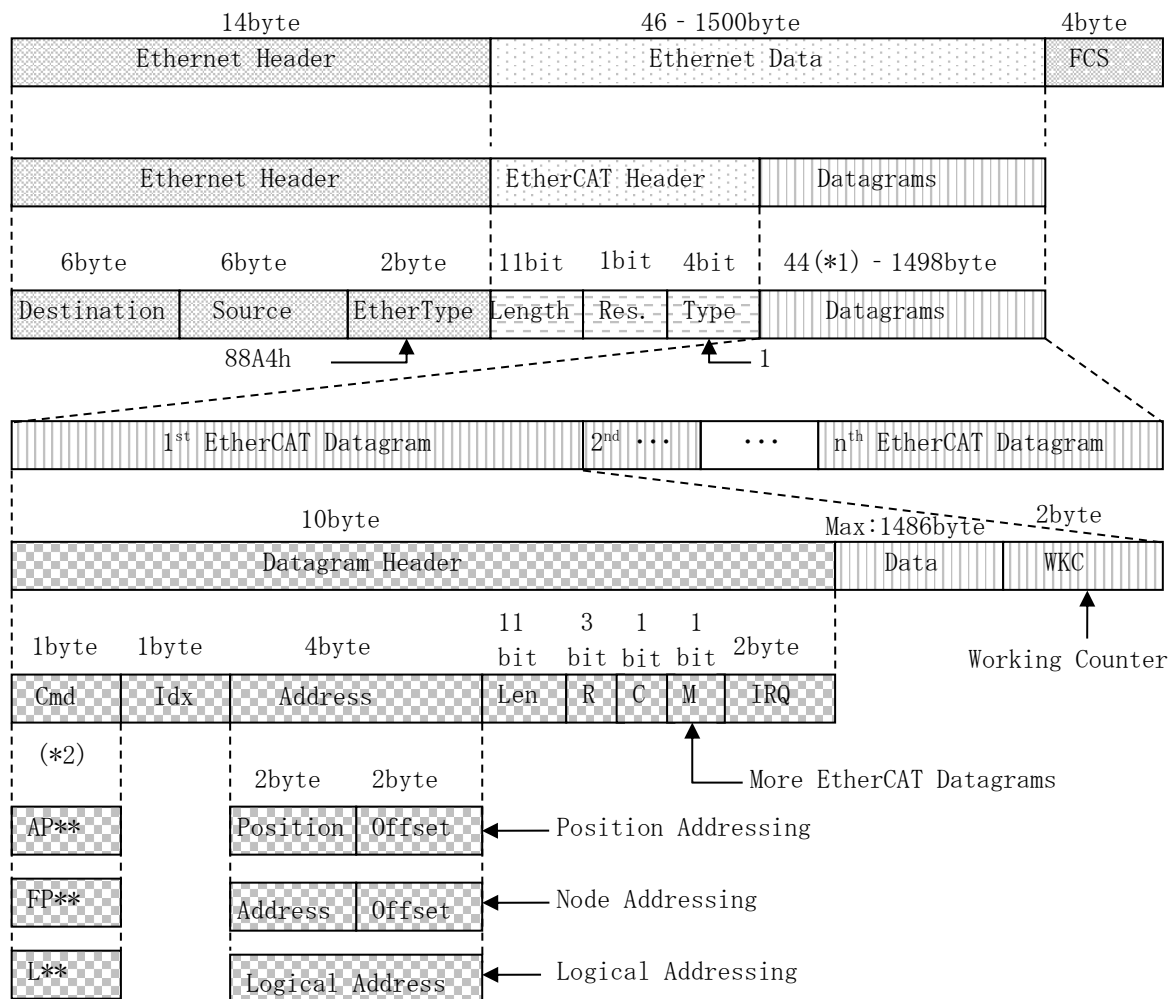 14byte 46 - 1500byte 4byte
Ethernet Header Ethernet Data FCS
Ethernet Header EtherCAT Header Datagrams
6byte 6byte 2byte 11bit 1bit 4bit 44(*1) - 1498byte
Destination Source EtherType Length Res. Type Datagrams
88A4h 1
1st EtherCAT Datagram 2nd ··· ··· nth EtherCAT Datagram
10byte Max:1486byte 2byte
Datagram Header Data WKC
11 3 1 1
1byte 1byte 4byte bit bit bit bit 2byte
Working Counter
Cmd Idx Address Len R C M IRQ
(*2)
2byte 2byte
More EtherCAT Datagrams
AP** Position Offset Position Addressing
FP** Address Offset Node Addressing
L** Logical Address Logical Addressing